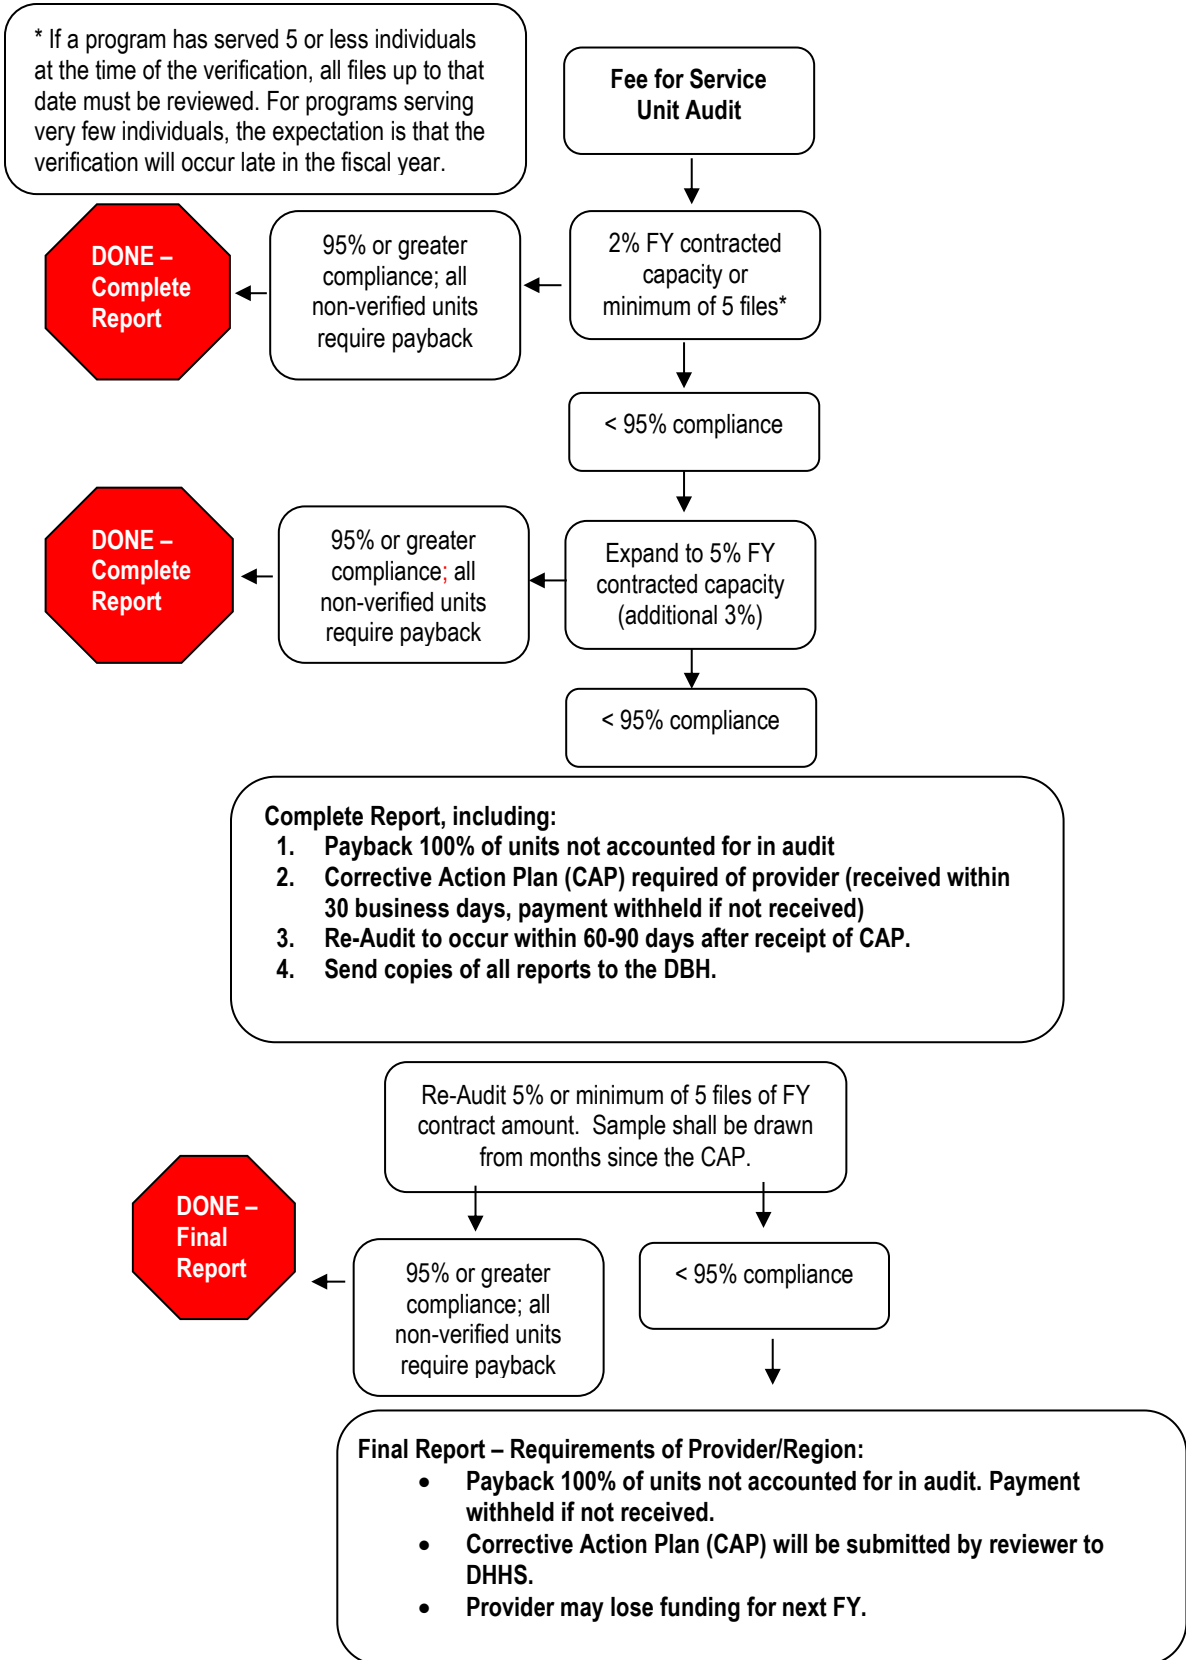 * If a program has served 5 or less individuals
at the time of the verification, all files up to that
date must be reviewed. For programs serving
very few individuals, the expectation is that the
verification will occur late in the fiscal year.
Fee for Service
Unit Audit
2% FY contracted
capacity or
minimum of 5 files*
95% or greater
compliance; all
non-verified units
require payback
DONE –
Complete
Report
< 95% compliance
Expand to 5% FY
contracted capacity
(additional 3%)
95% or greater
compliance; all
non-verified units
require payback
DONE –
Complete
Report
< 95% compliance
Complete Report, including:
1. Payback 100% of units not accounted for in audit
2. Corrective Action Plan (CAP) required of provider (received within
30 business days, payment withheld if not received)
3. Re-Audit to occur within 60-90 days after receipt of CAP.
4. Send copies of all reports to the DBH.
Re-Audit 5% or minimum of 5 files of FY
contract amount. Sample shall be drawn
from months since the CAP.
DONE –
Final
Report
95% or greater
compliance; all
non-verified units
require payback
< 95% compliance
Final Report – Requirements of Provider/Region:
• Payback 100% of units not accounted for in audit. Payment
withheld if not received.
• Corrective Action Plan (CAP) will be submitted by reviewer to
DHHS.
• Provider may lose funding for next FY.